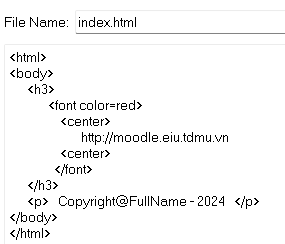 File Name: index.html
<html>
<body>
<h3>
<font color=red>
<center>
http://moodle.eiu.tdmu.vn
<center>
</font>
</h3>
<p> Copyright@FullName - 2024 </p>
</body>
</html>